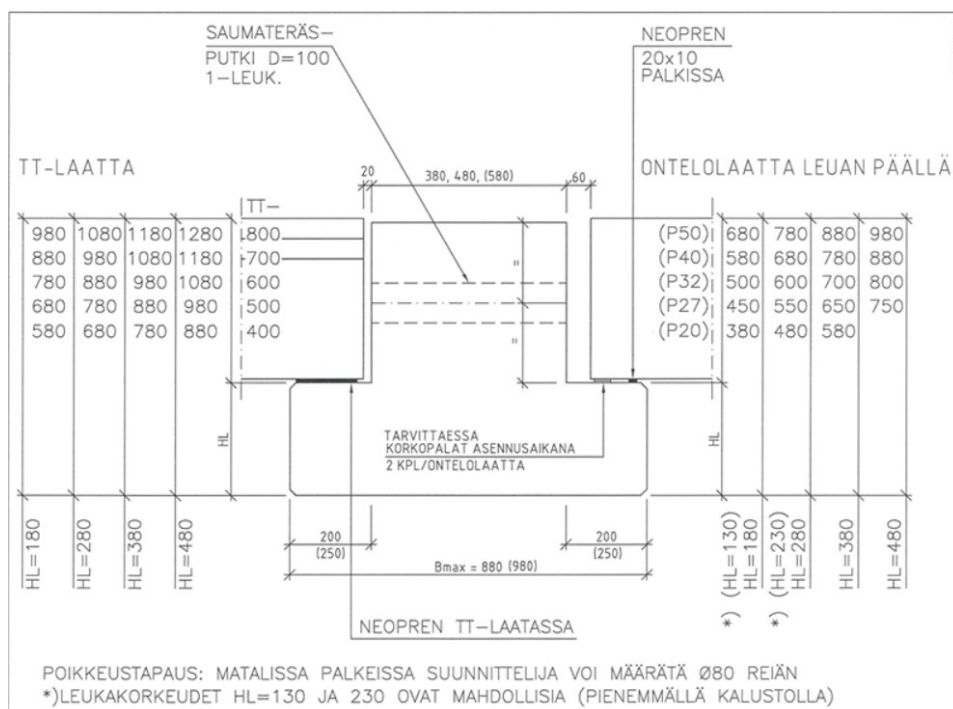 SAUMATERÄS-
PUTKI D=100
1-LEUK.
NEOPREN
20x10
PALKISSA
TT-LAATTA
20
380, 480, (580)
60
ONTELOLAATTA LEUAN PÄÄLLÄ
TT-
980 1080 1180 1280 800
880 980 1080 1180 700
780 880 980 1080 600
680 780 880 980 500
580 680 780 880 400
(P50) 680 780 880 980
(P40) 580 680 780 880
(P32) 500 600 700 800
(P27) 450 550 650 750
(P20) 380 480 580
=
=
HL
HL
TARVITTAESSA
KORKOPALAT ASENNUSAIKANA
2 KPL/ONTELOLAATTA
HL=180
HL=280
HL=380
HL=480
200
(250)
200
(250)
Bmax = 880 (980)
*) (HL=130)
HL=180
*) (HL=230)
HL=280
HL=380
HL=480
NEOPREN TT-LAATASSA
POIKKEUSTAPAUS: MATALISSA PALKEISSA SUUNNITTELIJA VOI MÄÄRÄTÄ Ø80 REIÄN
*)LEUKAKORKEUDET HL=130 JA 230 OVAT MAHDOLLISIA (PIENEMMÄLLÄ KALUSTOLLA)